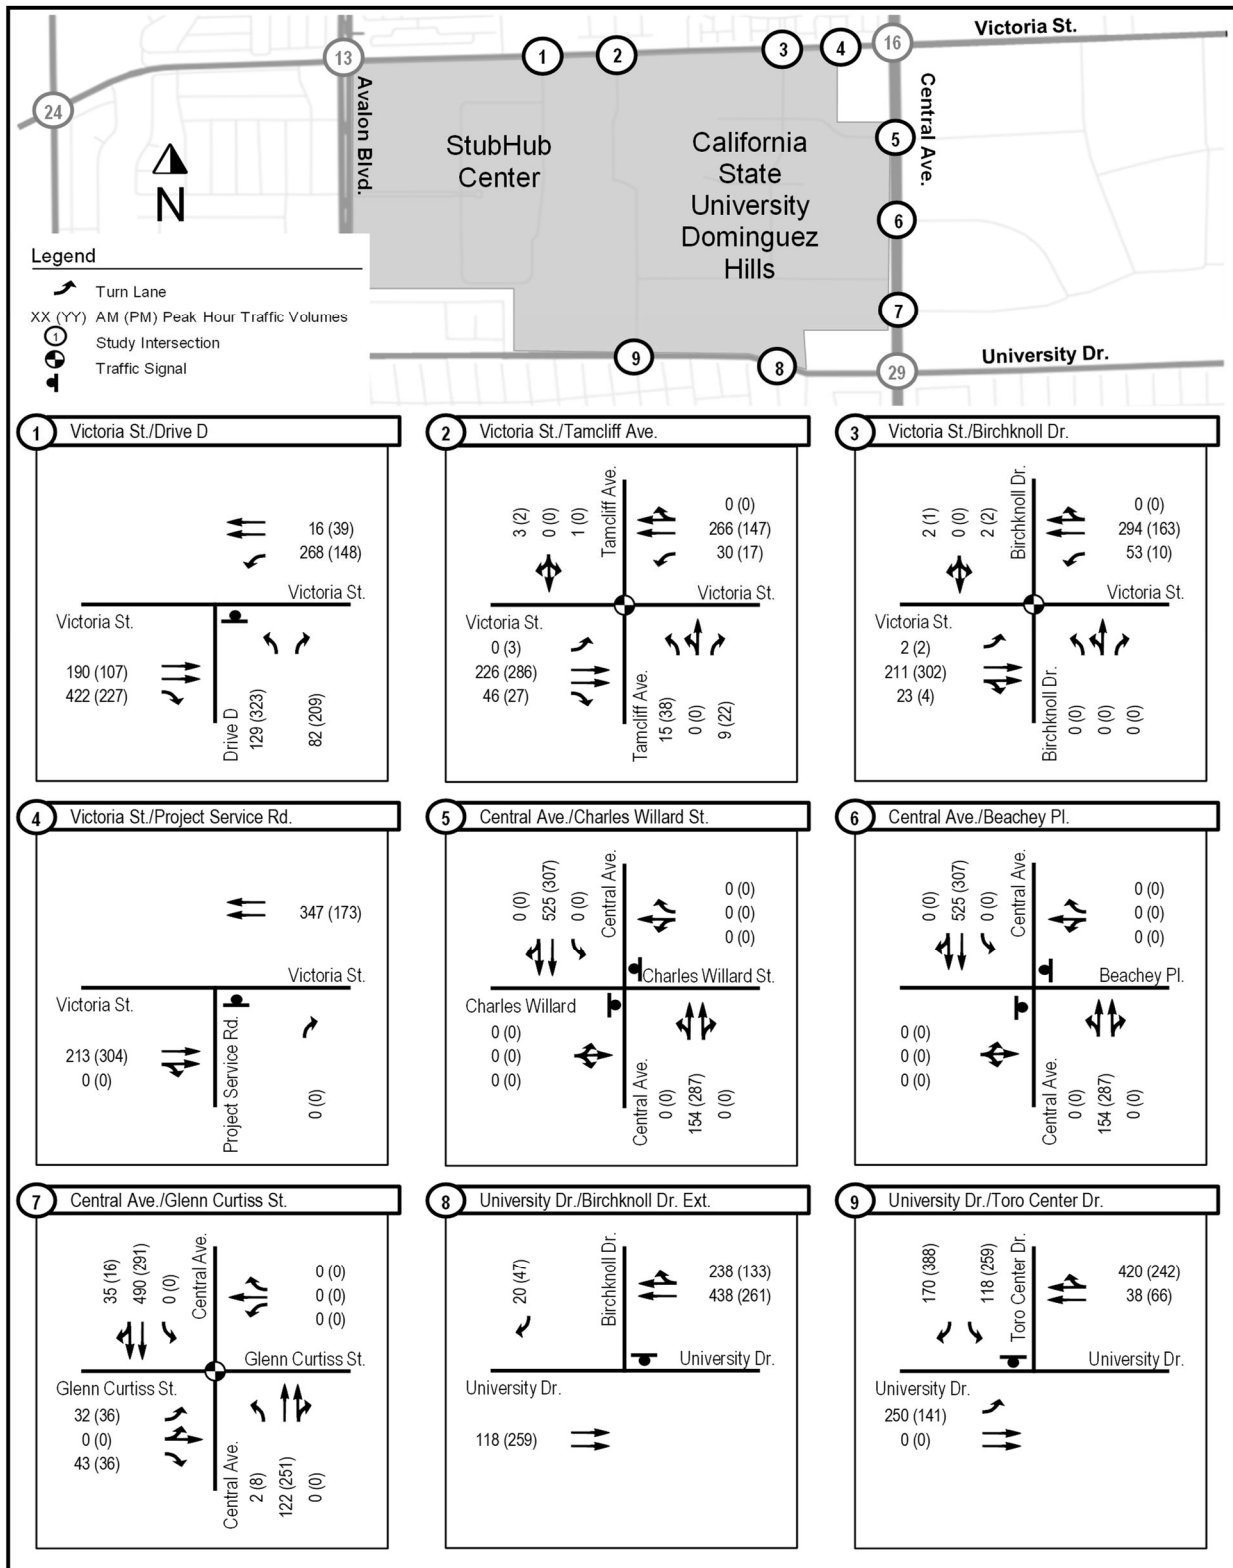 Victoria St.
13
1
2
3
4
16
24
Avalon Blvd.
Central Ave.
StubHub
Center
California
State
University
Dominguez
Hills
5
6
7
N
9
8
29
University Dr.
Legend
Turn Lane
XX (YY) AM (PM) Peak Hour Traffic Volumes
1 Study Intersection
Traffic Signal
1 Victoria St./Drive D
16 (39)
268 (148)
Victoria St.
Victoria St.
190 (107)
422 (227)
Drive D
129 (323)
82 (209)
2 Victoria St./Tamcliff Ave.
3 (2)
0 (0)
1 (0)
Tamcliff Ave.
0 (0)
266 (147)
30 (17)
Victoria St.
Victoria St.
0 (3)
226 (286)
46 (27)
Tamcliff Ave.
15 (38)
0 (0)
9 (22)
3 Victoria St./Birchknoll Dr.
2 (1)
0 (0)
2 (2)
Birchknoll Dr.
0 (0)
294 (163)
53 (10)
Victoria St.
Victoria St.
2 (2)
211 (302)
23 (4)
Birchknoll Dr.
0 (0)
0 (0)
0 (0)
4 Victoria St./Project Service Rd.
347 (173)
Victoria St.
Victoria St.
213 (304)
0 (0)
Project Service Rd.
0 (0)
5 Central Ave./Charles Willard St.
0 (0)
525 (307)
0 (0)
Central Ave.
0 (0)
0 (0)
0 (0)
Charles Willard St.
Charles Willard
0 (0)
0 (0)
0 (0)
Central Ave.
0 (0)
154 (287)
0 (0)
6 Central Ave./Beachey Pl.
0 (0)
525 (307)
0 (0)
Central Ave.
0 (0)
0 (0)
0 (0)
Beachey Pl.
0 (0)
0 (0)
0 (0)
Central Ave.
0 (0)
154 (287)
0 (0)
7 Central Ave./Glenn Curtiss St.
35 (16)
490 (291)
0 (0)
Central Ave.
0 (0)
0 (0)
0 (0)
Glenn Curtiss St.
Glenn Curtiss St.
32 (36)
0 (0)
43 (36)
Central Ave.
2 (8)
122 (251)
0 (0)
8 University Dr./Birchknoll Dr. Ext.
20 (47)
Birchknoll Dr.
238 (133)
438 (261)
University Dr.
University Dr.
118 (259)
9 University Dr./Toro Center Dr.
170 (388)
118 (259)
Toro Center Dr.
420 (242)
38 (66)
University Dr.
University Dr.
250 (141)
0 (0)